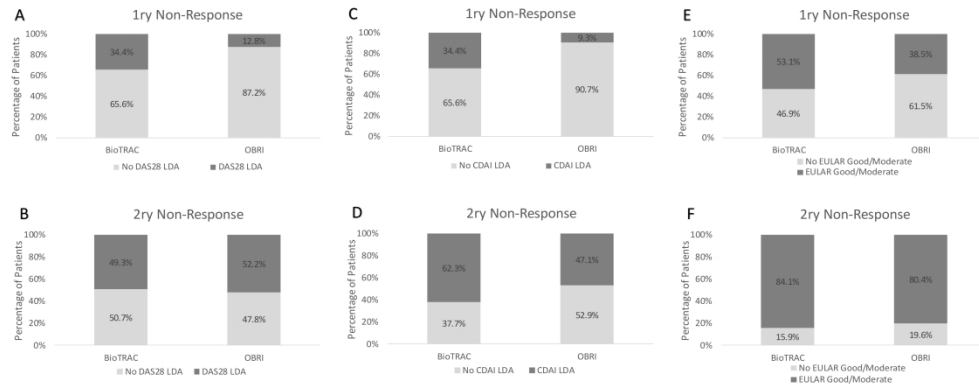 A
1ry Non-Response
Percentage of Patients
100%
80%
60%
40%
20%
0%
34.4%
12.8%
65.6%
87.2%
BioTRAC
OBRI
No DAS28 LDA
DAS28 LDA
C
1ry Non-Response
Percentage of Patients
100%
80%
60%
40%
20%
0%
34.4%
9.3%
65.6%
90.7%
BioTRAC
OBRI
No CDAI LDA
CDAI LDA
E
1ry Non-Response
Percentage of Patients
100%
80%
60%
40%
20%
0%
53.1%
38.5%
46.9%
61.5%
BioTRAC
OBRI
No EULAR Good/Moderate
EULAR Good/Moderate
B
2ry Non-Response
Percentage of Patients
100%
80%
60%
40%
20%
0%
49.3%
52.2%
50.7%
47.8%
BioTRAC
OBRI
No DAS28 LDA
DAS28 LDA
D
2ry Non-Response
Percentage of Patients
100%
80%
60%
40%
20%
0%
62.3%
47.1%
37.7%
52.9%
BioTRAC
OBRI
No CDAI LDA
CDAI LDA
F
2ry Non-Response
Percentage of Patients
100%
80%
60%
40%
20%
0%
84.1%
80.4%
15.9%
19.6%
BioTRAC
OBRI
No EULAR Good/Moderate
EULAR Good/Moderate